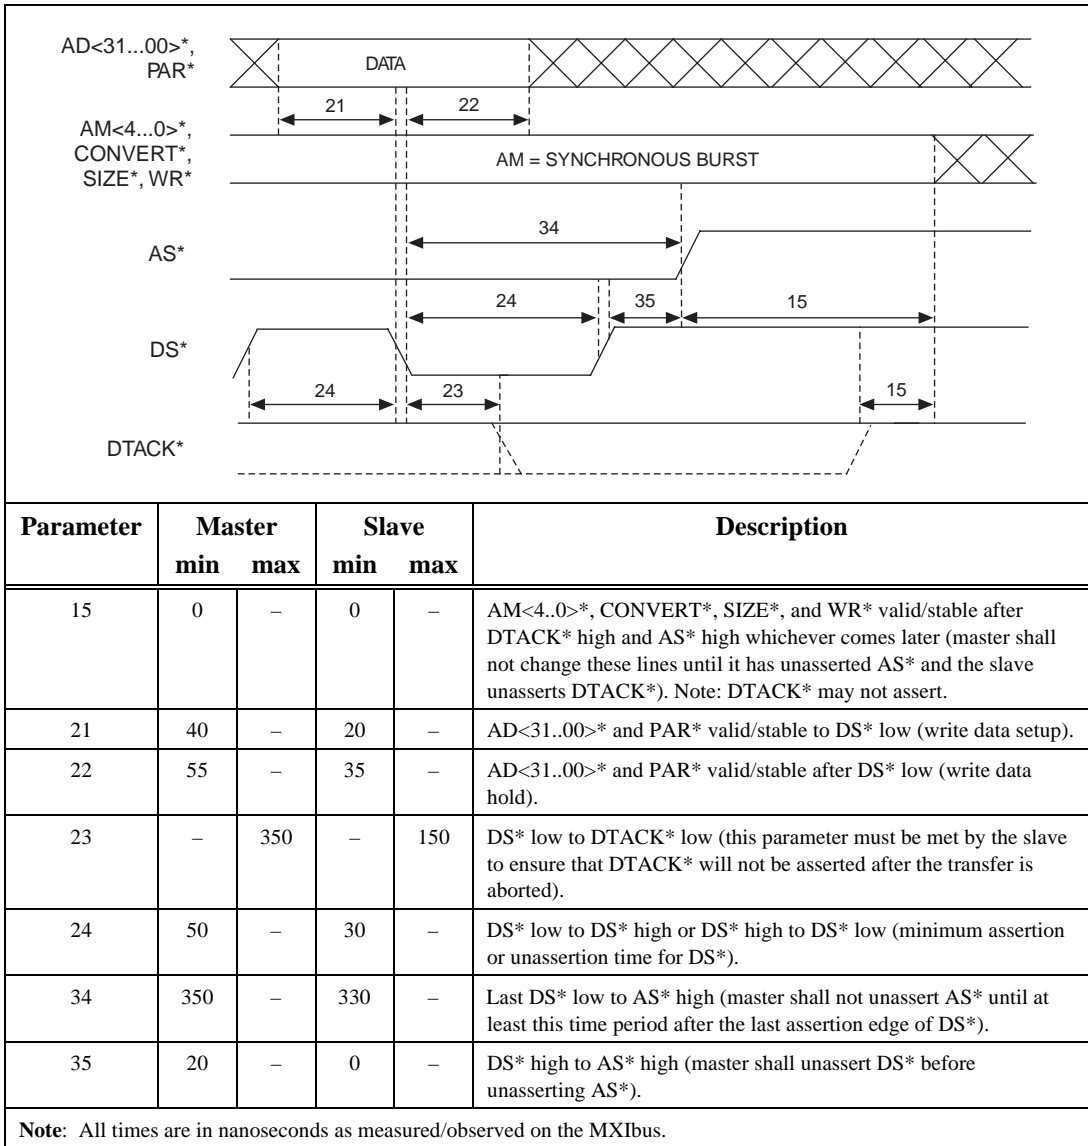 AD<31...00>*,
PAR*
DATA
21
22
AM<4...0>*,
CONVERT*,
SIZE*, WR*
AM = SYNCHRONOUS BURST
34
AS*
24
35
15
DS*
24
23
15
DTACK*
Parameter Master Slave Description
min max min max
15 0 – 0 – AM<4..0>*, CONVERT*, SIZE*, and WR* valid/stable after
DTACK* high and AS* high whichever comes later (master shall
not change these lines until it has unasserted AS* and the slave
unasserts DTACK*). Note: DTACK* may not assert.
21 40 – 20 – AD<31..00>* and PAR* valid/stable to DS* low (write data setup).
22 55 – 35 – AD<31..00>* and PAR* valid/stable after DS* low (write data
hold).
23 – 350 – 150 DS* low to DTACK* low (this parameter must be met by the slave
to ensure that DTACK* will not be asserted after the transfer is
aborted).
24 50 – 30 – DS* low to DS* high or DS* high to DS* low (minimum assertion
or unassertion time for DS*).
34 350 – 330 – Last DS* low to AS* high (master shall not unassert AS* until at
least this time period after the last assertion edge of DS*).
35 20 – 0 – DS* high to AS* high (master shall unassert DS* before
unasserting AS*).
Note: All times are in nanoseconds as measured/observed on the MXIbus.